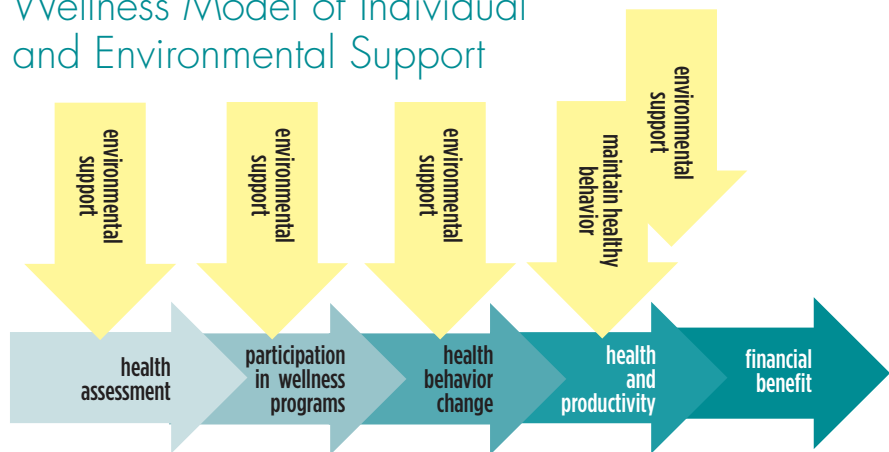 Wellness Model of Individual
and Environmental Support
environmental
support
environmental
support
environmental
support
maintain healthy
behavior
environmental
support
health
assessment
participation
in wellness
programs
health
behavior
change
health
and
productivity
financial
benefit